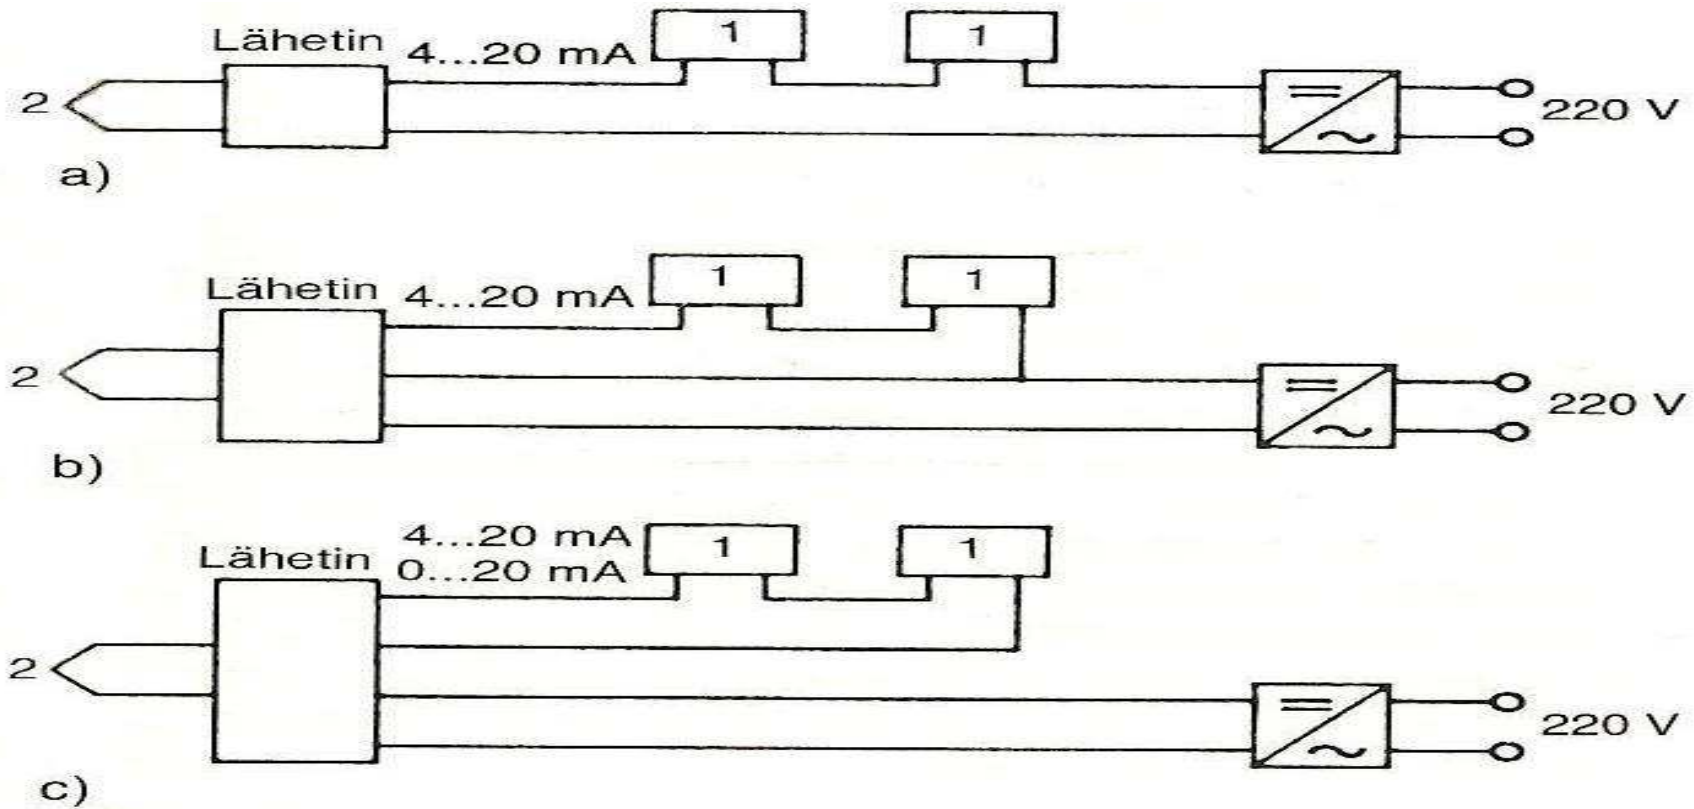 Lähetin 4...20 mA 1 1
2 220 V
a)
Lähetin 4...20 mA 1 1
2 220 V
b)
4...20 mA 1 1
Lähetin 0...20 mA
2 220 V
c)